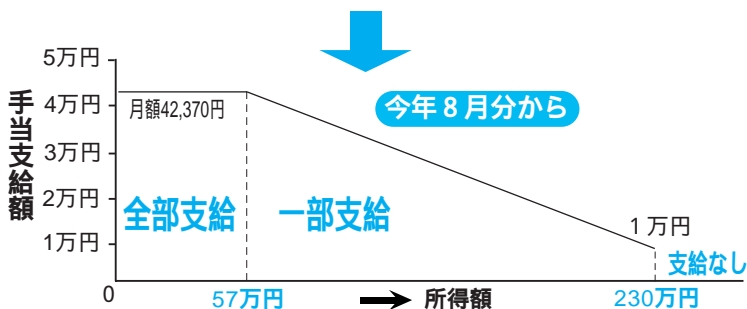 5万円
4万円
3万円
2万円
1万円
0
手当支給額
月額42,370円
今年8月分から
全部支給
一部支給
1万円
支給なし
57万円
所得額
230万円